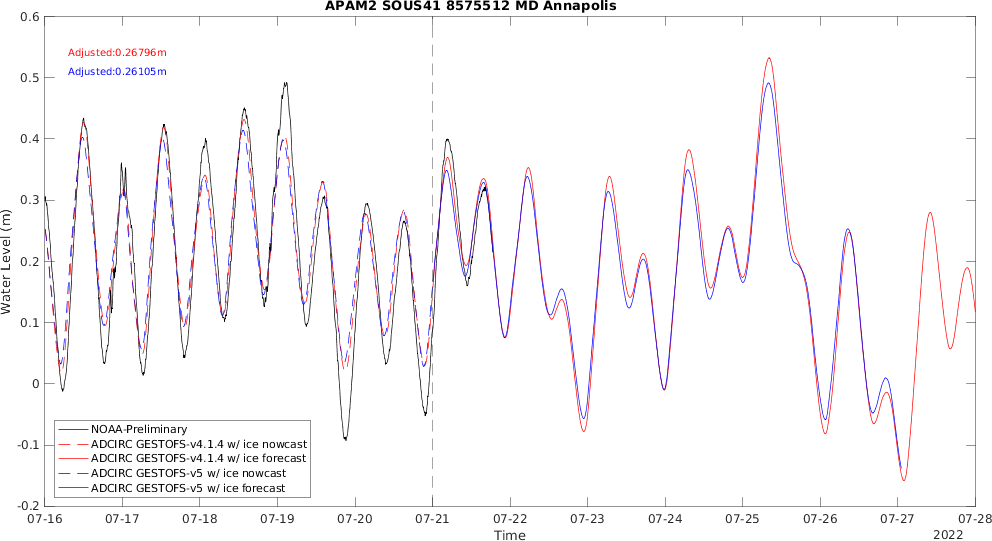 APAM2 SOUS41 8575512 MD Annapolis
0.6
0.5
0.4
0.3
0.2
0.1
0
-0.1
-0.2
Water Level (m)
Adjusted:0.26796m
Adjusted:0.26105m
NOAA-Preliminary
ADCIRC GESTOFS-v4.1.4 w/ ice nowcast
ADCIRC GESTOFS-v4.1.4 w/ ice forecast
ADCIRC GESTOFS-v5 w/ ice nowcast
ADCIRC GESTOFS-v5 w/ ice forecast
07-16 07-17 07-18 07-19 07-20 07-21 07-22 07-23 07-24 07-25 07-26 07-27 07-28
Time
2022